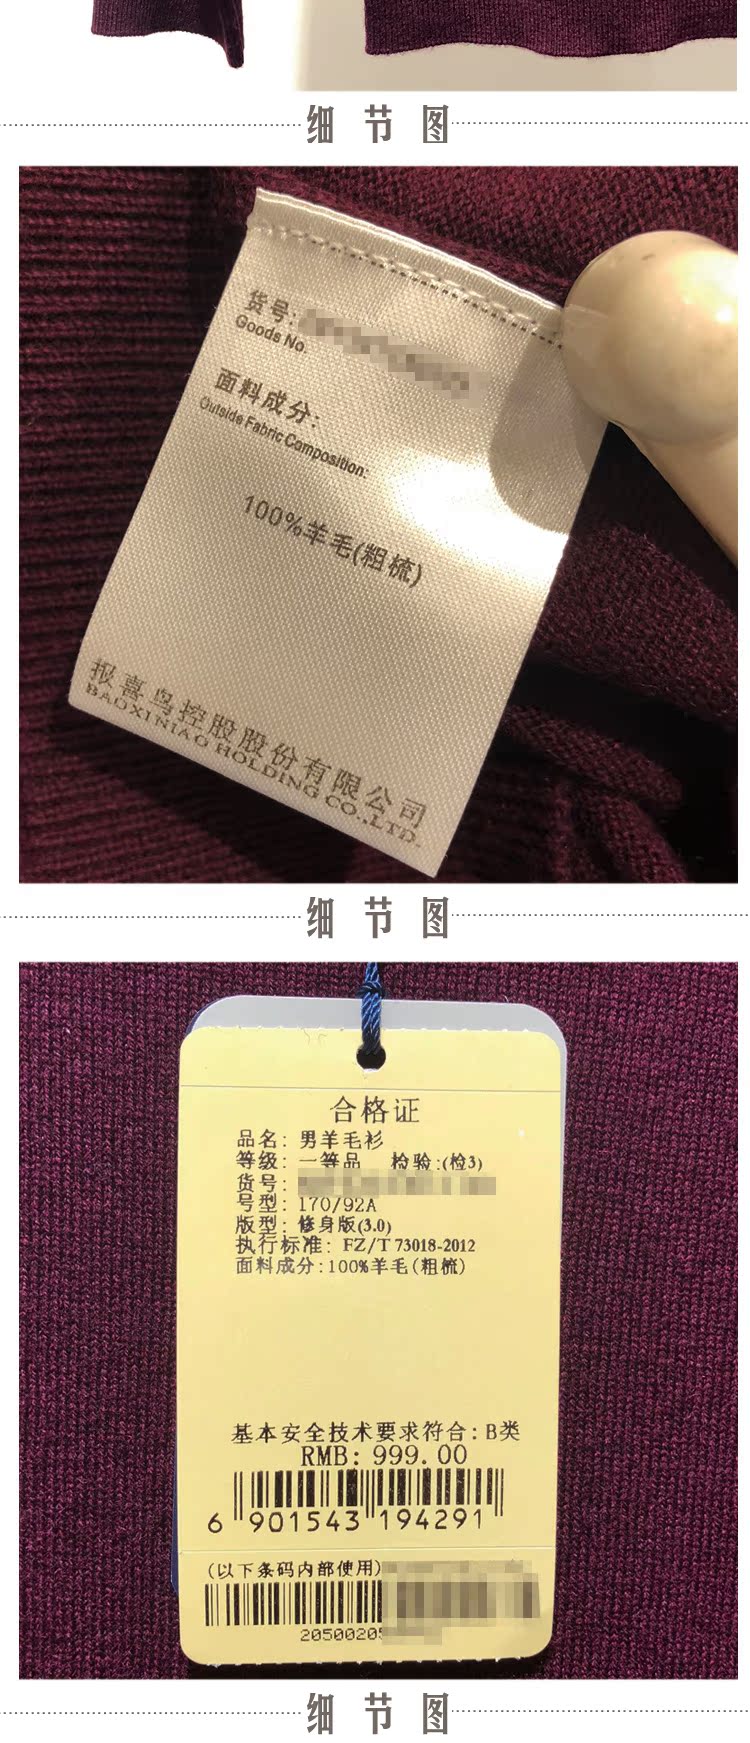 细节图
货号:
Goods No.
面料成分:
Outside Fabric Composition:
100%羊毛(粗梳)
报喜鸟控股股份有限公司
BAOXINIAO HOLDING CO.,LTD.
细节图
合格证
品名: 男羊毛衫
等级: 一等品 检验:(检3)
货号:
号型: 170/92A
版型: 修身版(3.0)
执行标准: FZ/T 73018-2012
面料成分:100%羊毛(粗梳)
基本安全技术要求符合: B类
RMB: 999.00
6 901543 194291
(以下条码内部使用)
2050020
细节图